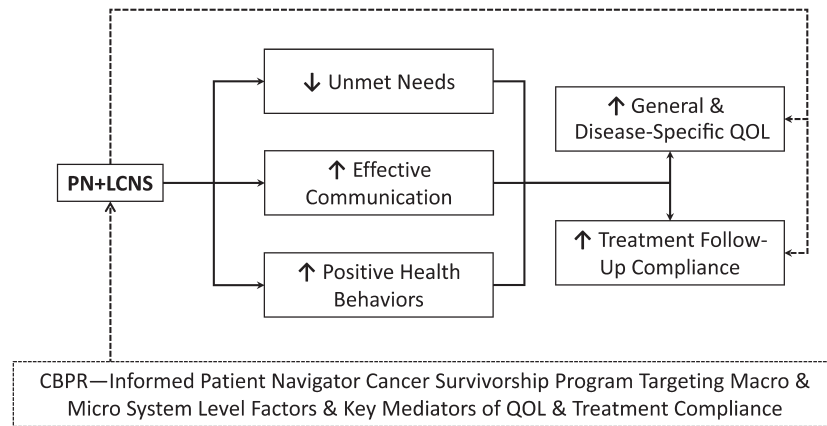 ↓ Unmet Needs
↑ General &
Disease-Specific QOL
PN+LCNS
↑ Effective
Communication
↑ Treatment Follow-
Up Compliance
↑ Positive Health
Behaviors
CBPR—Informed Patient Navigator Cancer Survivorship Program Targeting Macro &
Micro System Level Factors & Key Mediators of QOL & Treatment Compliance